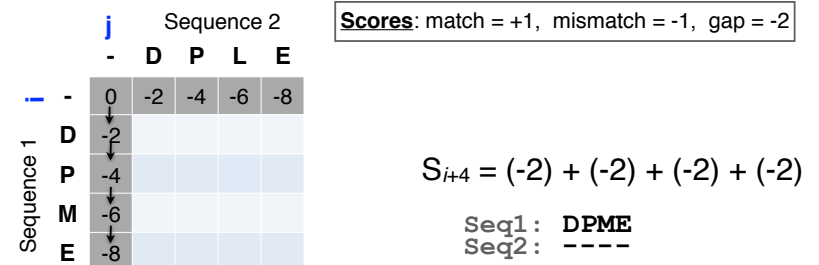 j Sequence 2
Scores: match = +1, mismatch = -1, gap = -2
- D P L E
i - 0 -2 -4 -6 -8
Sequence 1
D -2
P -4
M -6
E -8
Si+4 = (-2) + (-2) + (-2) + (-2)
Seq1: DPME
Seq2: ----